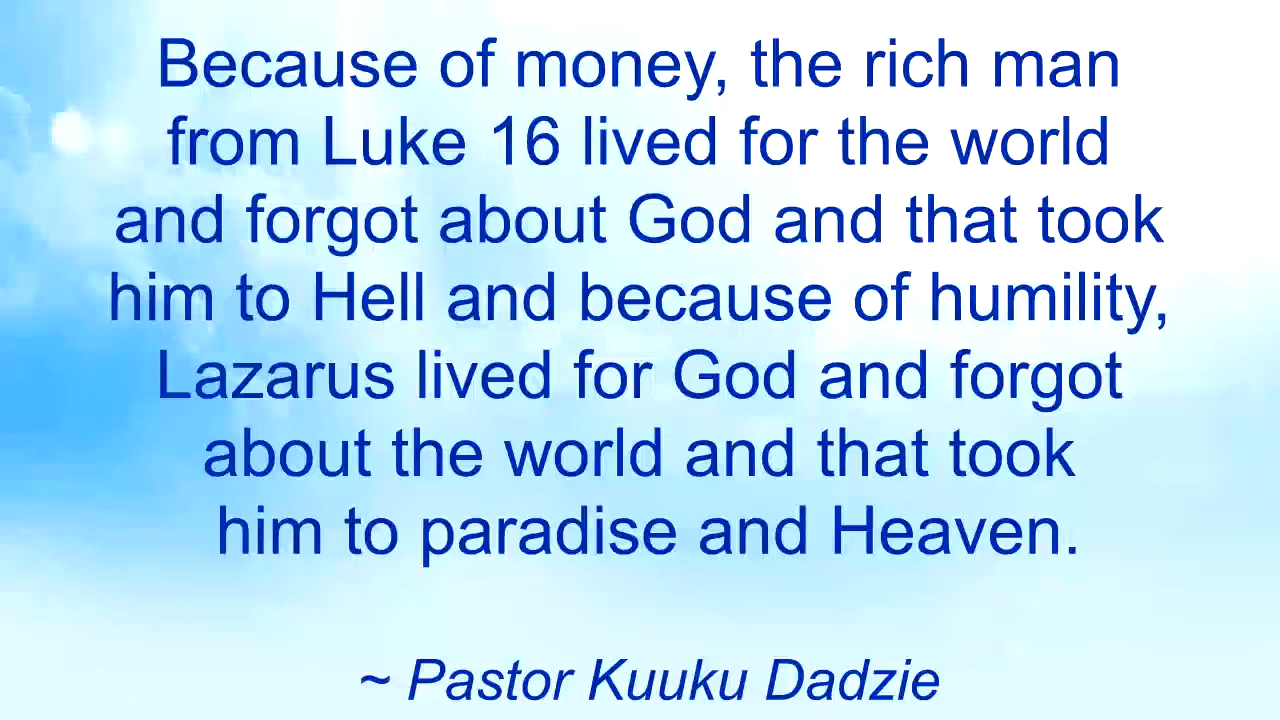 Because of money, the rich man
from Luke 16 lived for the world
and forgot about God and that took
him to Hell and because of humility,
Lazarus lived for God and forgot
about the world and that took
him to paradise and Heaven.
~ Pastor Kuuku Dadzie